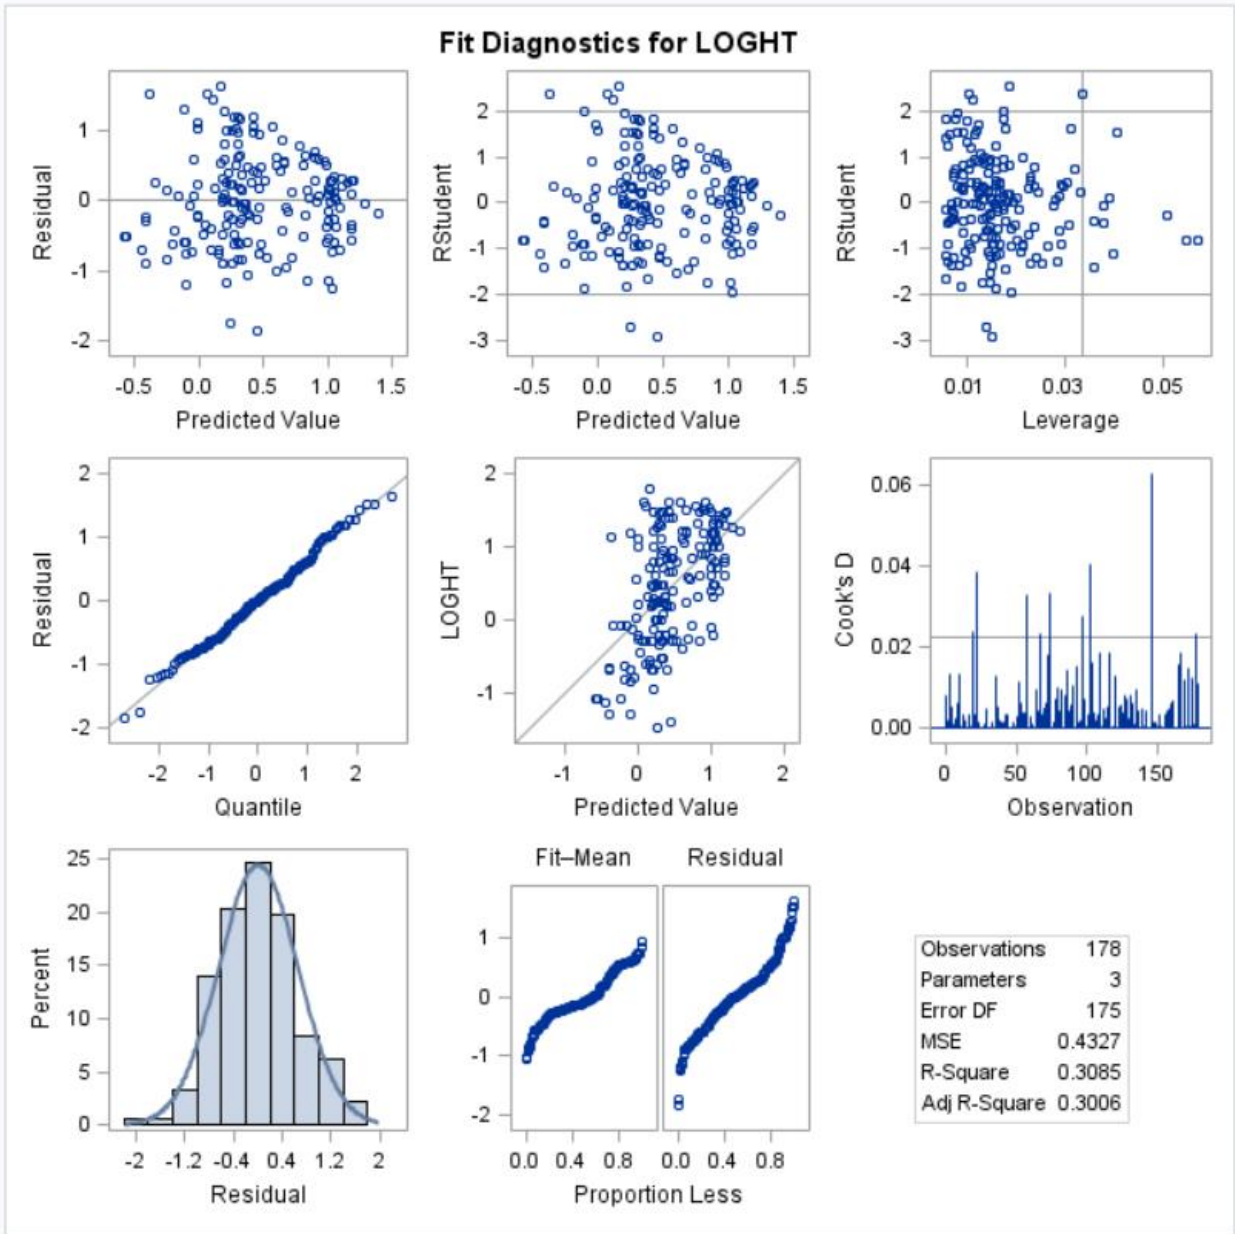 Fit Diagnostics for LOGHT
Residual
1
0
-1
-2
-0.5 0.0 0.5 1.0 1.5
Predicted Value
RStudent
2
1
0
-1
-2
-3
-0.5 0.0 0.5 1.0 1.5
Predicted Value
RStudent
2
1
0
-1
-2
-3
0.01 0.03 0.05
Leverage
Residual
2
1
0
-1
-2
-2 -1 0 1 2
Quantile
LOGHT
2
1
0
-1
-1 0 1 2
Predicted Value
Cook's D
0.06
0.04
0.02
0.00
0 50 100 150
Observation
Percent
25
20
15
10
5
0
-2 -1.2 -0.4 0.4 1.2 2
Residual
Fit–Mean Residual
1
0
-1
-2
0.0 0.4 0.8 0.0 0.4 0.8
Proportion Less
Observations 178
Parameters 3
Error DF 175
MSE 0.4327
R-Square 0.3085
Adj R-Square 0.3006